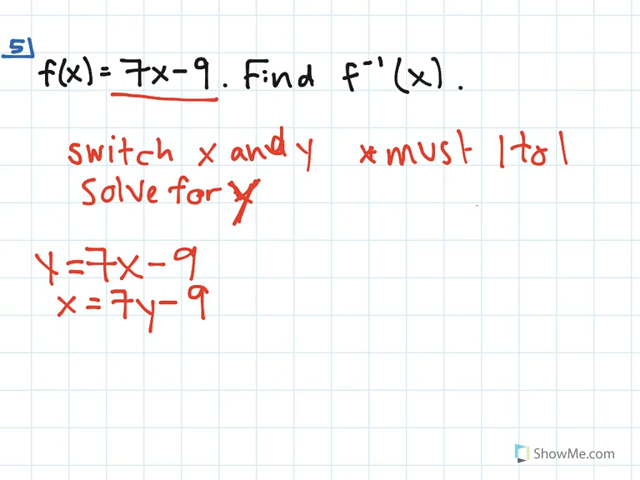 5
f(x) = 7x - 9 . Find f⁻¹(x) .
switch x and y * must 1 to 1
Solve for y
y = 7x - 9
x = 7y - 9
ShowMe.com